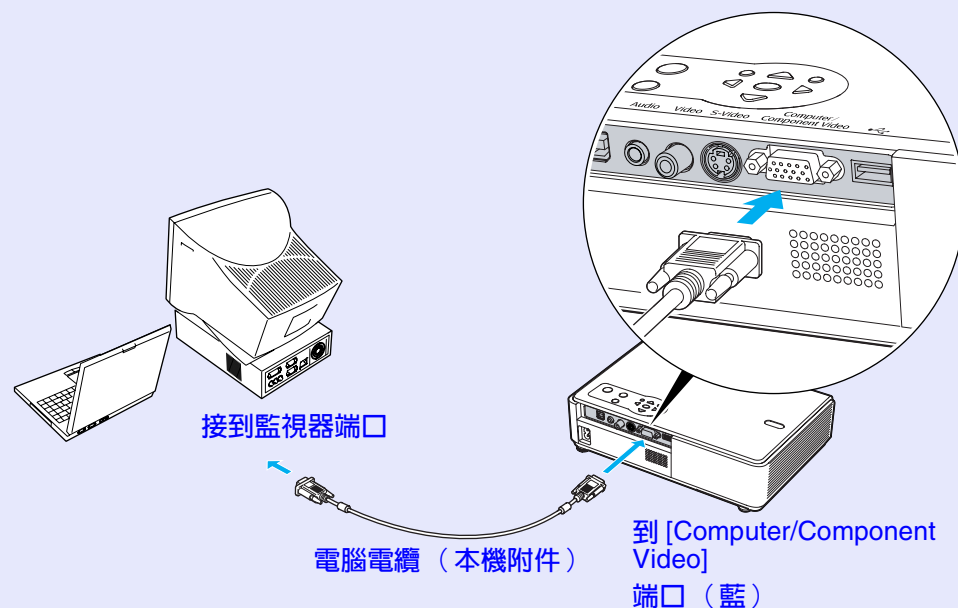 Audio Video S-Video Computer/
Component Video
接到監視器端口
電腦電纜（本機附件）
到 [Computer/Component
Video]
端口（藍）